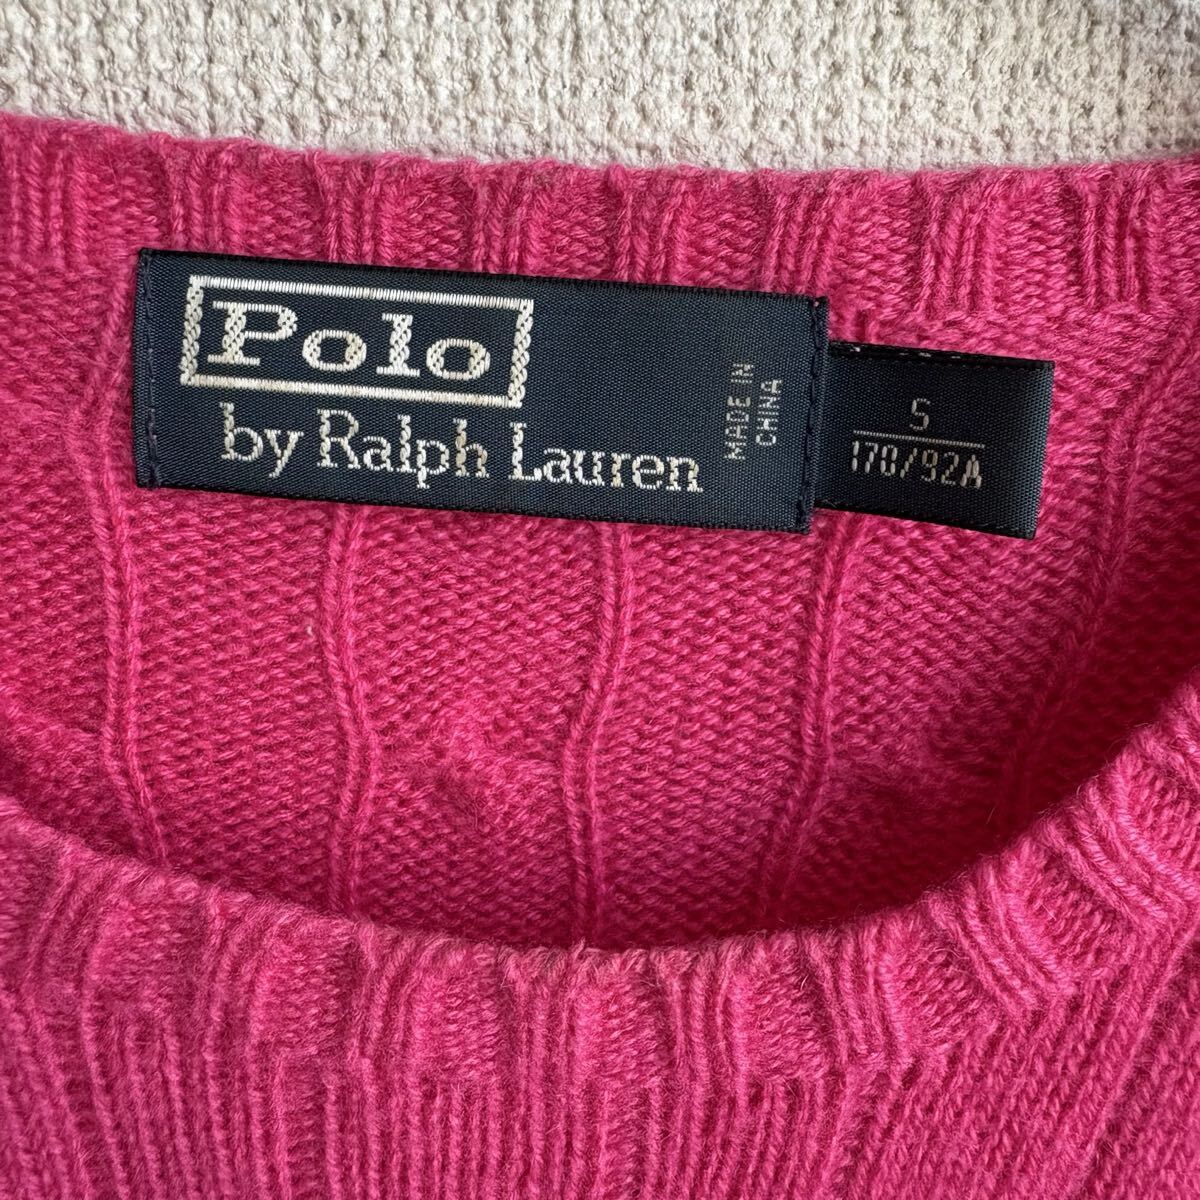 Polo
by Ralph Lauren
MADE IN
CHINA
S
170/92A